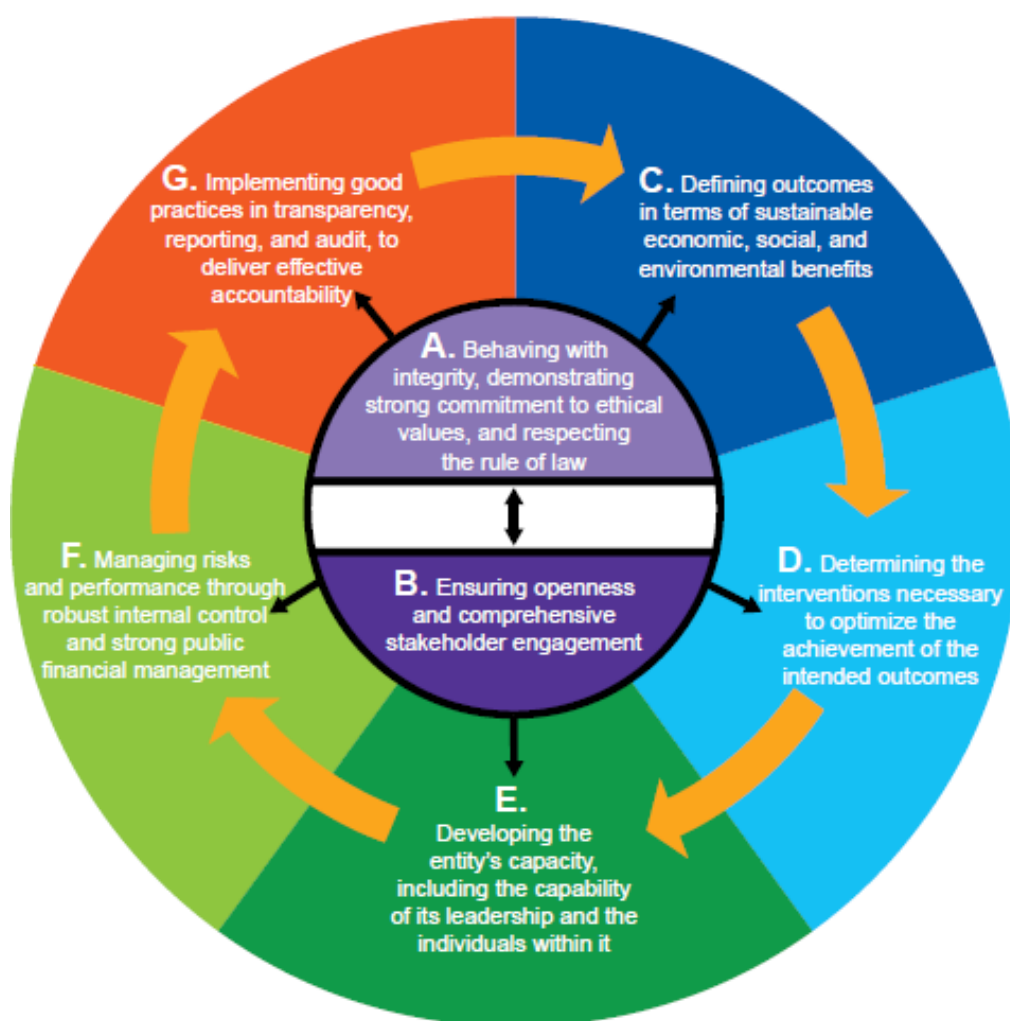 A. Behaving with
integrity, demonstrating
strong commitment to ethical
values, and respecting
the rule of law
B. Ensuring openness
and comprehensive
stakeholder engagement
C. Defining outcomes
in terms of sustainable
economic, social, and
environmental benefits
D. Determining the
interventions necessary
to optimize the
achievement of the
intended outcomes
E.
Developing the
entity's capacity,
including the capability
of its leadership and the
individuals within it
F. Managing risks
and performance through
robust internal control
and strong public
financial management
G. Implementing good
practices in transparency,
reporting, and audit, to
deliver effective
accountability